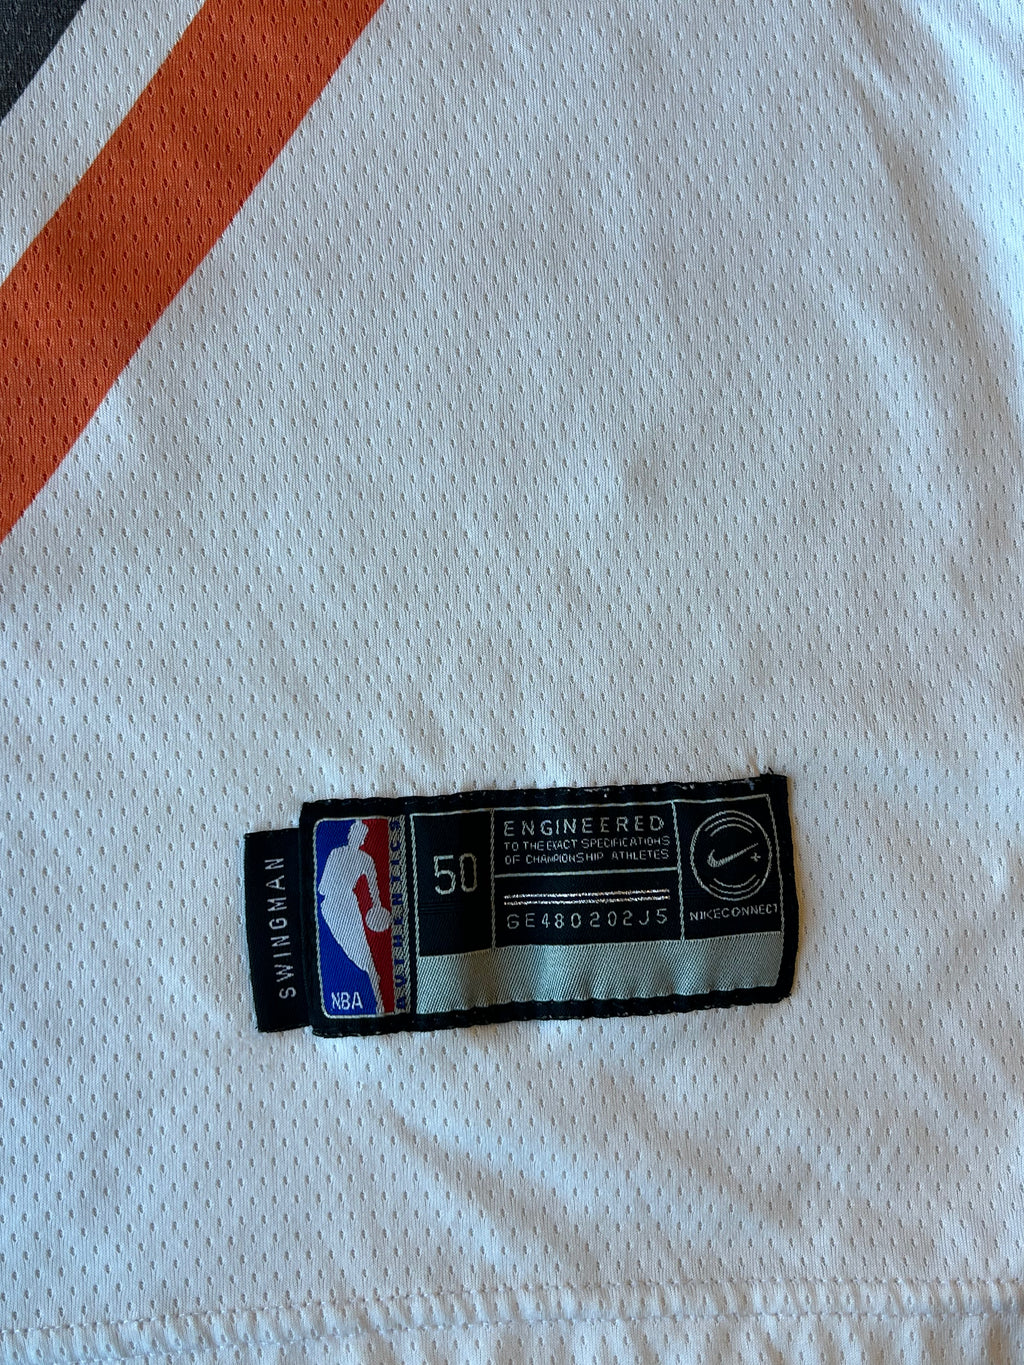 SWINGMAN
NBA
AUTHENTICS
50
ENGINEERED
TO THE EXACT SPECIFICATIONS
OF CHAMPIONSHIP ATHLETES
GE480202J5
NIKECONNECT